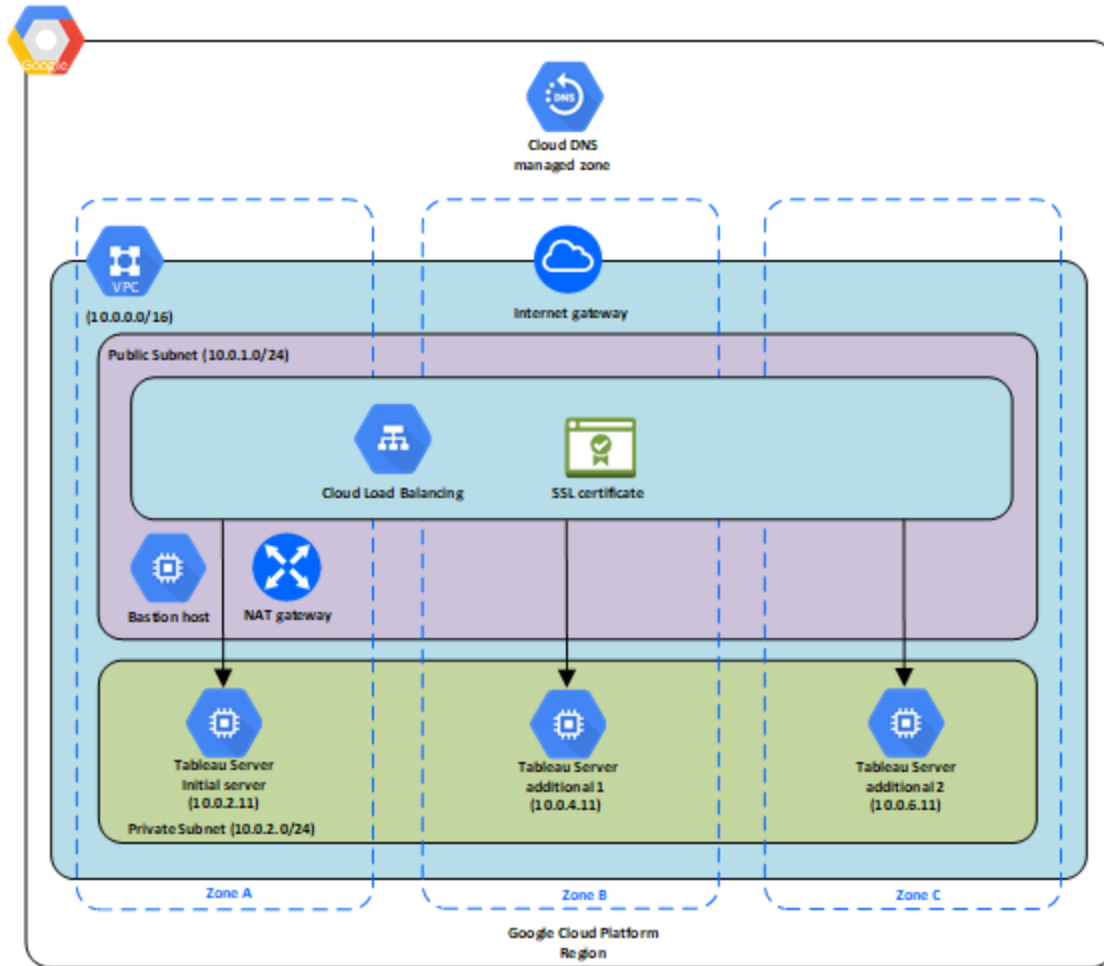 Google
DNS
Cloud DNS
managed zone
VPC
(10.0.0.0/16)
Internet gateway
Public Subnet (10.0.1.0/24)
Cloud Load Balancing
SSL certificate
Bastion host
NAT gateway
Tableau Server
Initial server
(10.0.2.11)
Tableau Server
additional 1
(10.0.4.11)
Tableau Server
additional 2
(10.0.6.11)
Private Subnet (10.0.2.0/24)
Zone A
Zone B
Zone C
Google Cloud Platform
Region